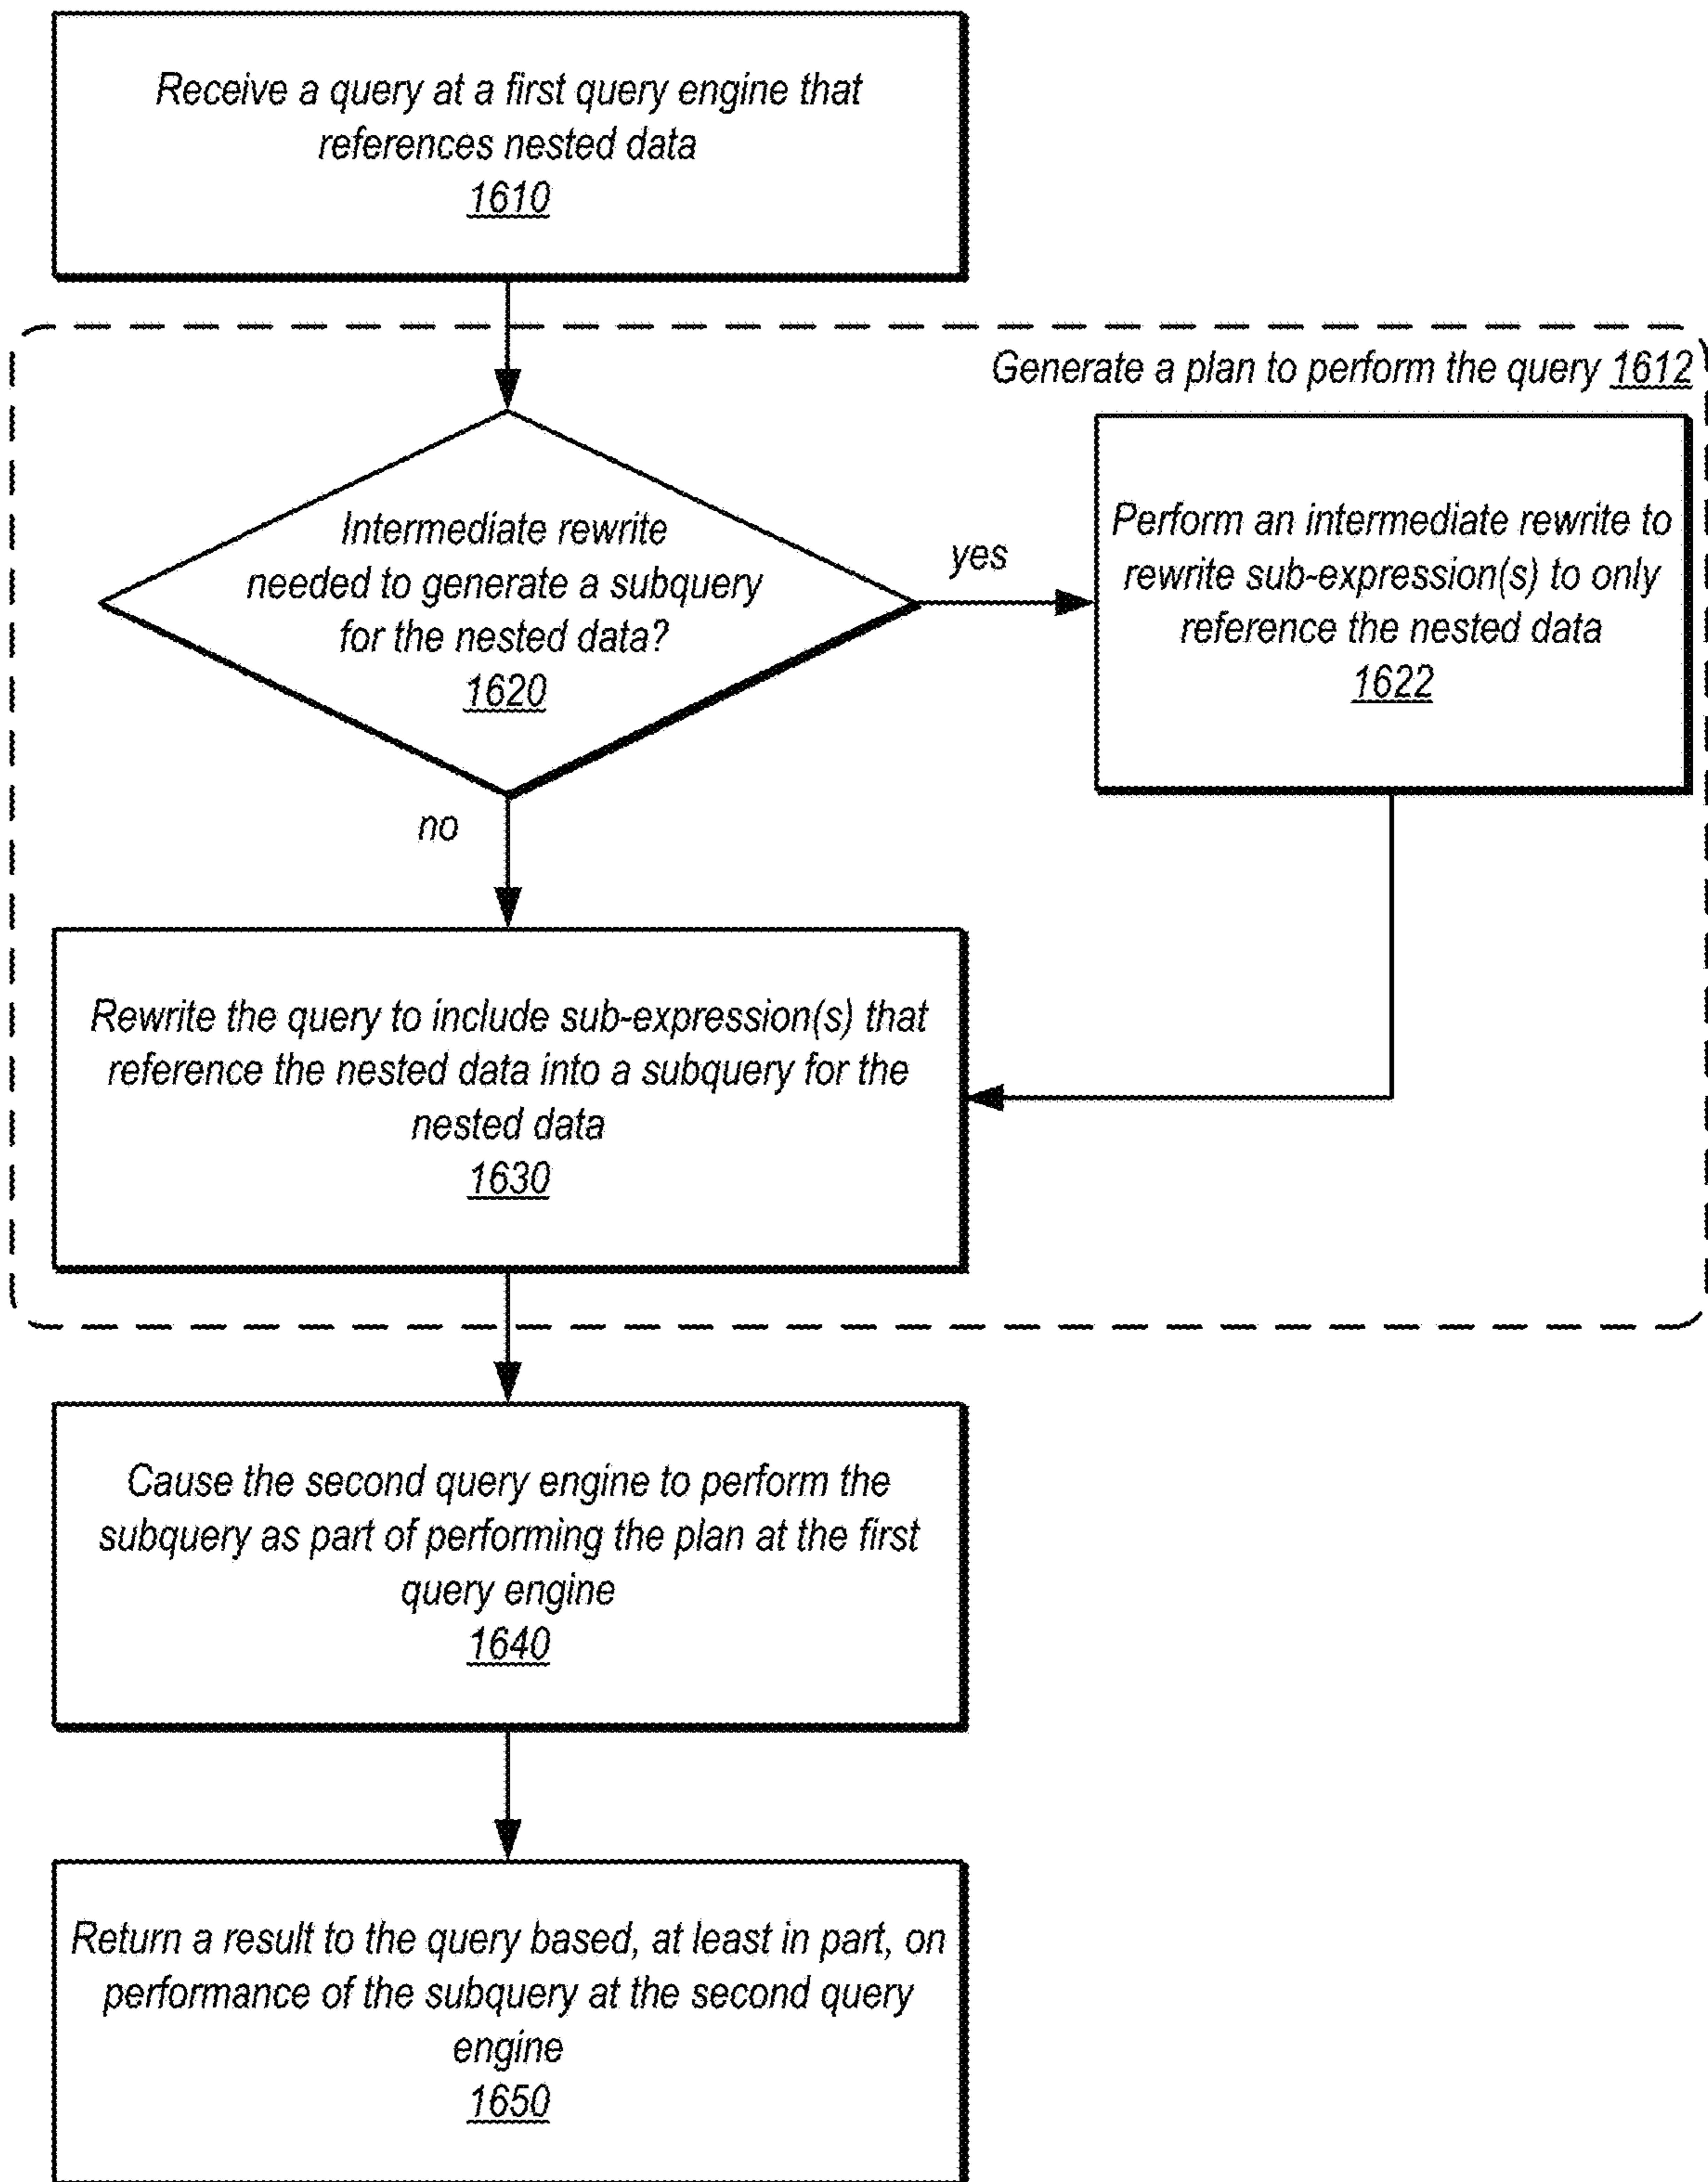 Receive a query at a first query engine that
references nested data
1610
Generate a plan to perform the query 1612
Intermediate rewrite
needed to generate a subquery
for the nested data?
1620
yes
Perform an intermediate rewrite to
rewrite sub-expression(s) to only
reference the nested data
1622
no
Rewrite the query to include sub-expression(s) that
reference the nested data into a subquery for the
nested data
1630
Cause the second query engine to perform the
subquery as part of performing the plan at the first
query engine
1640
Return a result to the query based, at least in part, on
performance of the subquery at the second query
engine
1650